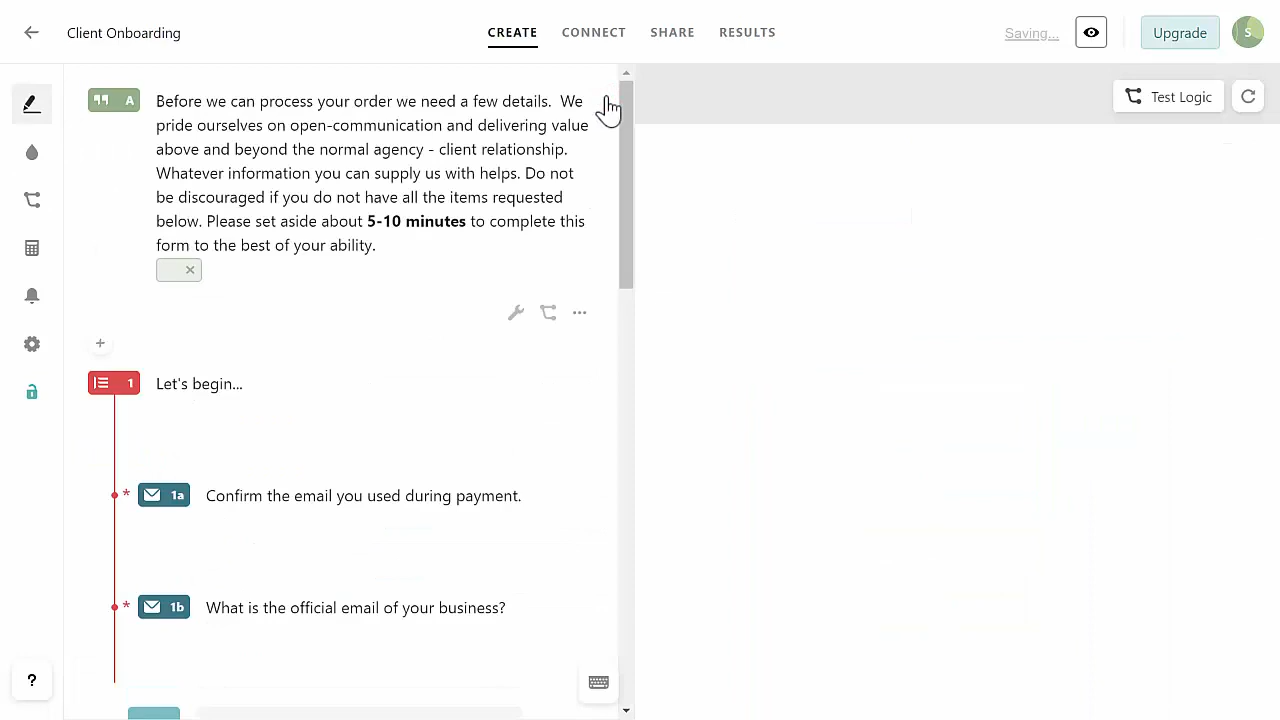 Client Onboarding
CREATE
CONNECT
SHARE
RESULTS
Saving...
Upgrade
S
Test Logic
A
Before we can process your order we need a few details.  We
pride ourselves on open-communication and delivering value
above and beyond the normal agency - client relationship.
Whatever information you can supply us with helps. Do not
be discouraged if you do not have all the items requested
below. Please set aside about 5-10 minutes to complete this
form to the best of your ability.
1
Let's begin...
* 1a
Confirm the email you used during payment.
* 1b
What is the official email of your business?
?